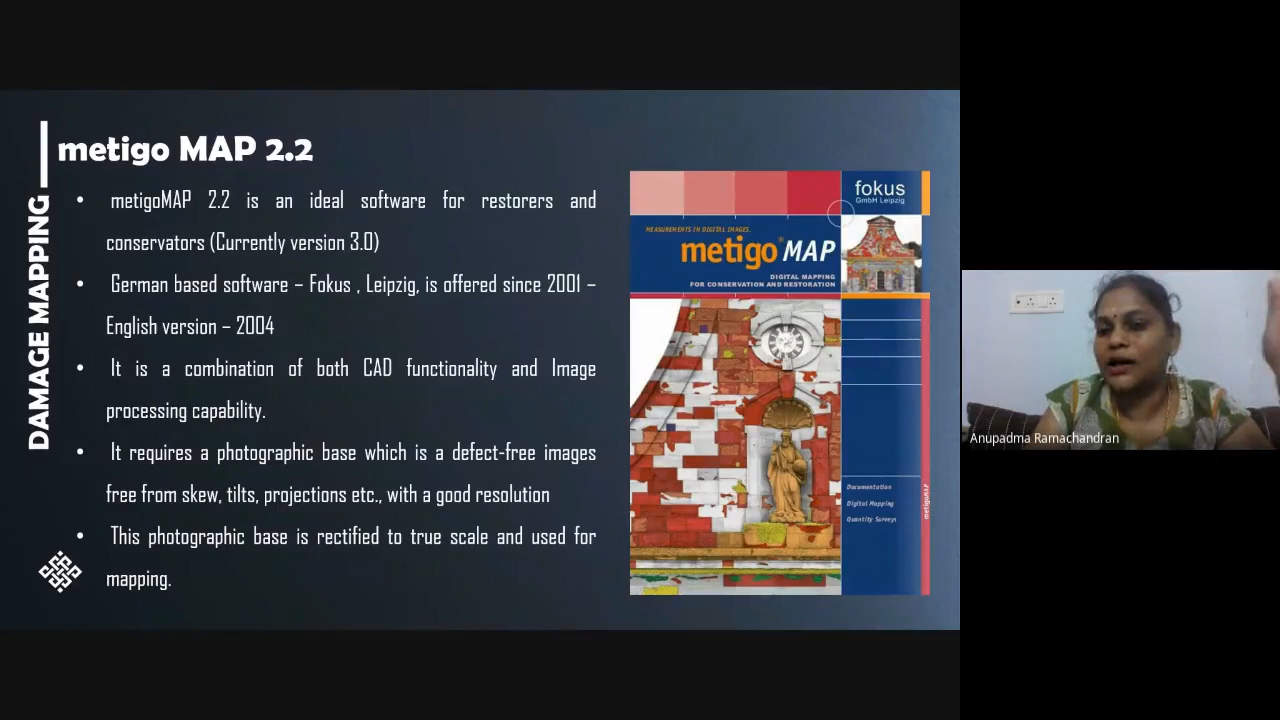 metigo MAP 2.2
DAMAGE MAPPING
• metigoMAP 2.2 is an ideal software for restorers and
conservators (Currently version 3.0)
• German based software – Fokus , Leipzig, is offered since 2001 –
English version – 2004
• It is a combination of both CAD functionality and Image
processing capability.
• It requires a photographic base which is a defect-free images
free from skew, tilts, projections etc., with a good resolution
• This photographic base is rectified to true scale and used for
mapping.
fokus
GmbH Leipzig
MEASUREMENTS IN DIGITAL IMAGES.
metigo® MAP
DIGITAL MAPPING
FOR CONSERVATION AND RESTORATION
Documentation
Digital Mapping
Quantity Surveys
metigoMAP
Anupadma Ramachandran